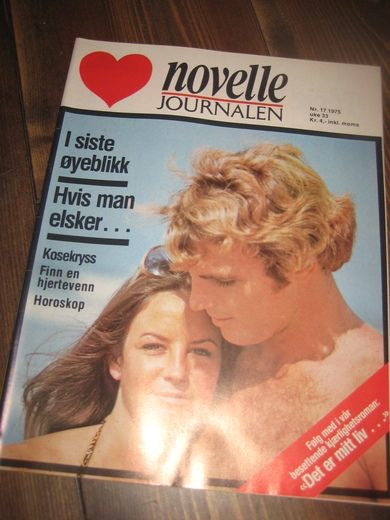 novelle
JOURNALEN
Nr. 17 1975
uke 33
Kr. 4,- inkl. moms
I siste
øyeblikk
Hvis man
elsker...
Kosekryss
Finn en
hjertevenn
Horoskop
Følg med i vår
besettende kjærlighetsroman:
«Det er mitt liv . . .»